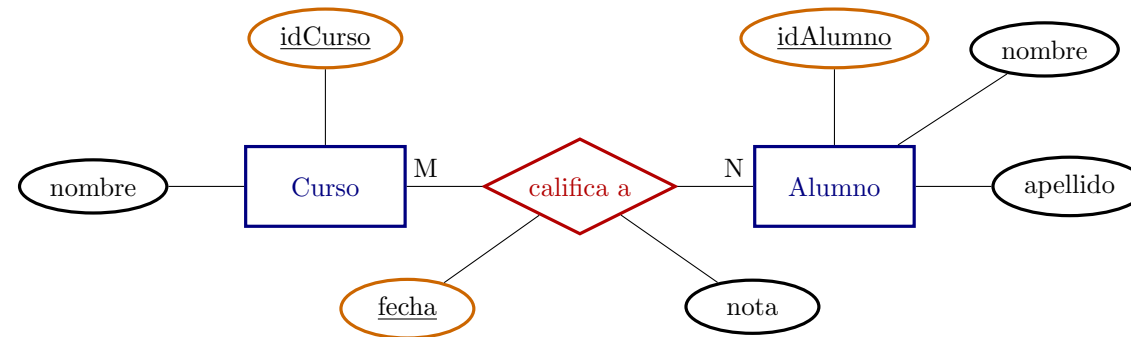 idCurso
idAlumno
nombre
nombre
Curso
M
califica a
N
Alumno
apellido
fecha
nota